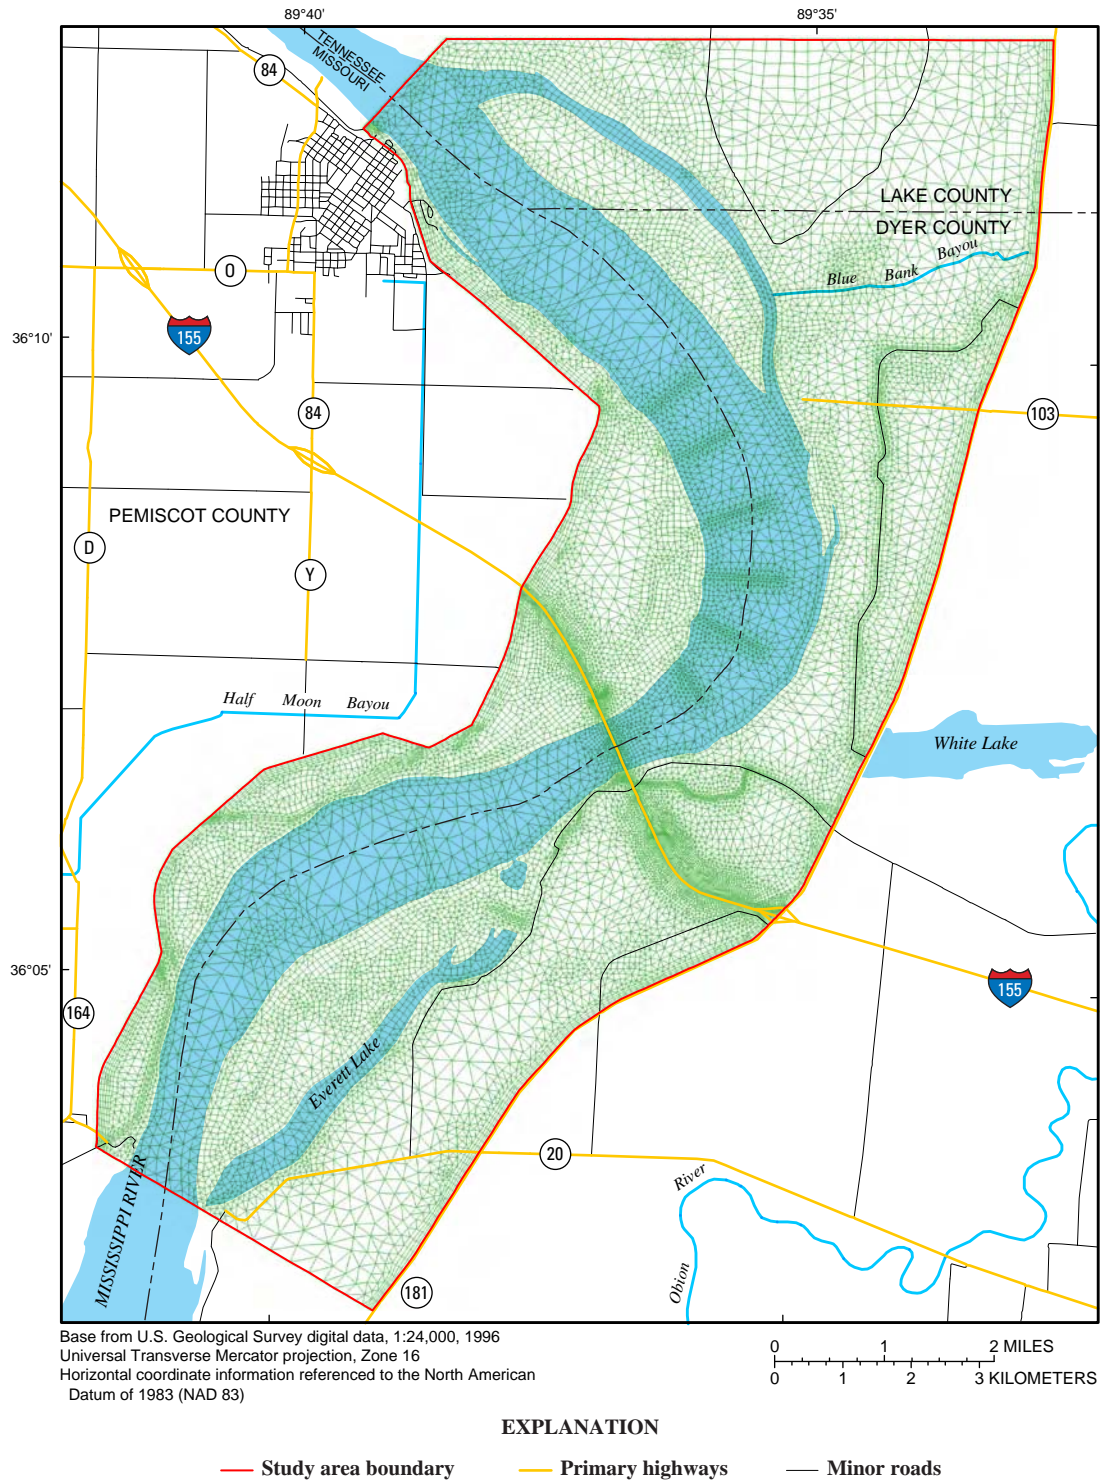 89°40'
89°35'
TENNESSEE
MISSOURI
84
LAKE COUNTY
DYER COUNTY
Blue Bank Bayou
O
155
36°10'
84
103
PEMISCOT COUNTY
D
Y
Half Moon Bayou
White Lake
36°05'
155
164
Everett Lake
20
MISSISSIPPI RIVER
River
Obion
181
Base from U.S. Geological Survey digital data, 1:24,000, 1996
Universal Transverse Mercator projection, Zone 16
Horizontal coordinate information referenced to the North American
Datum of 1983 (NAD 83)
0 1 2 MILES
0 1 2 3 KILOMETERS
EXPLANATION
Study area boundary
Primary highways
Minor roads